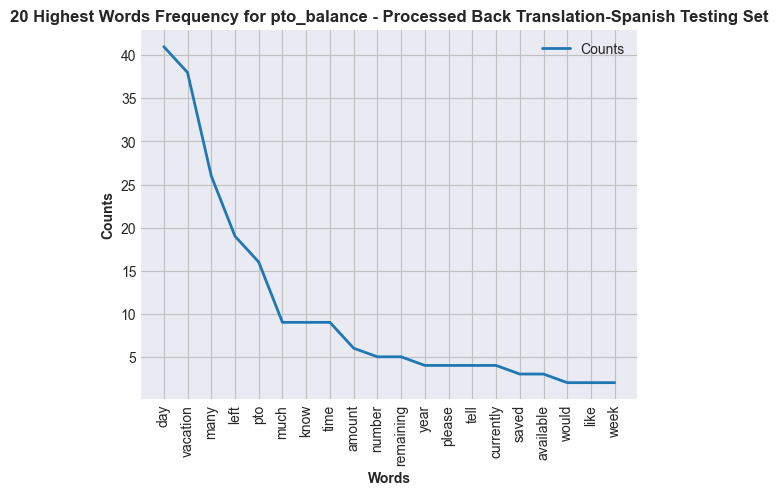 20 Highest Words Frequency for pto_balance - Processed Back Translation-Spanish Testing Set
Counts
40
35
30
25
20
15
10
5
Counts
day
vacation
many
left
pto
much
know
time
amount
number
remaining
year
please
tell
currently
saved
available
would
like
week
Words